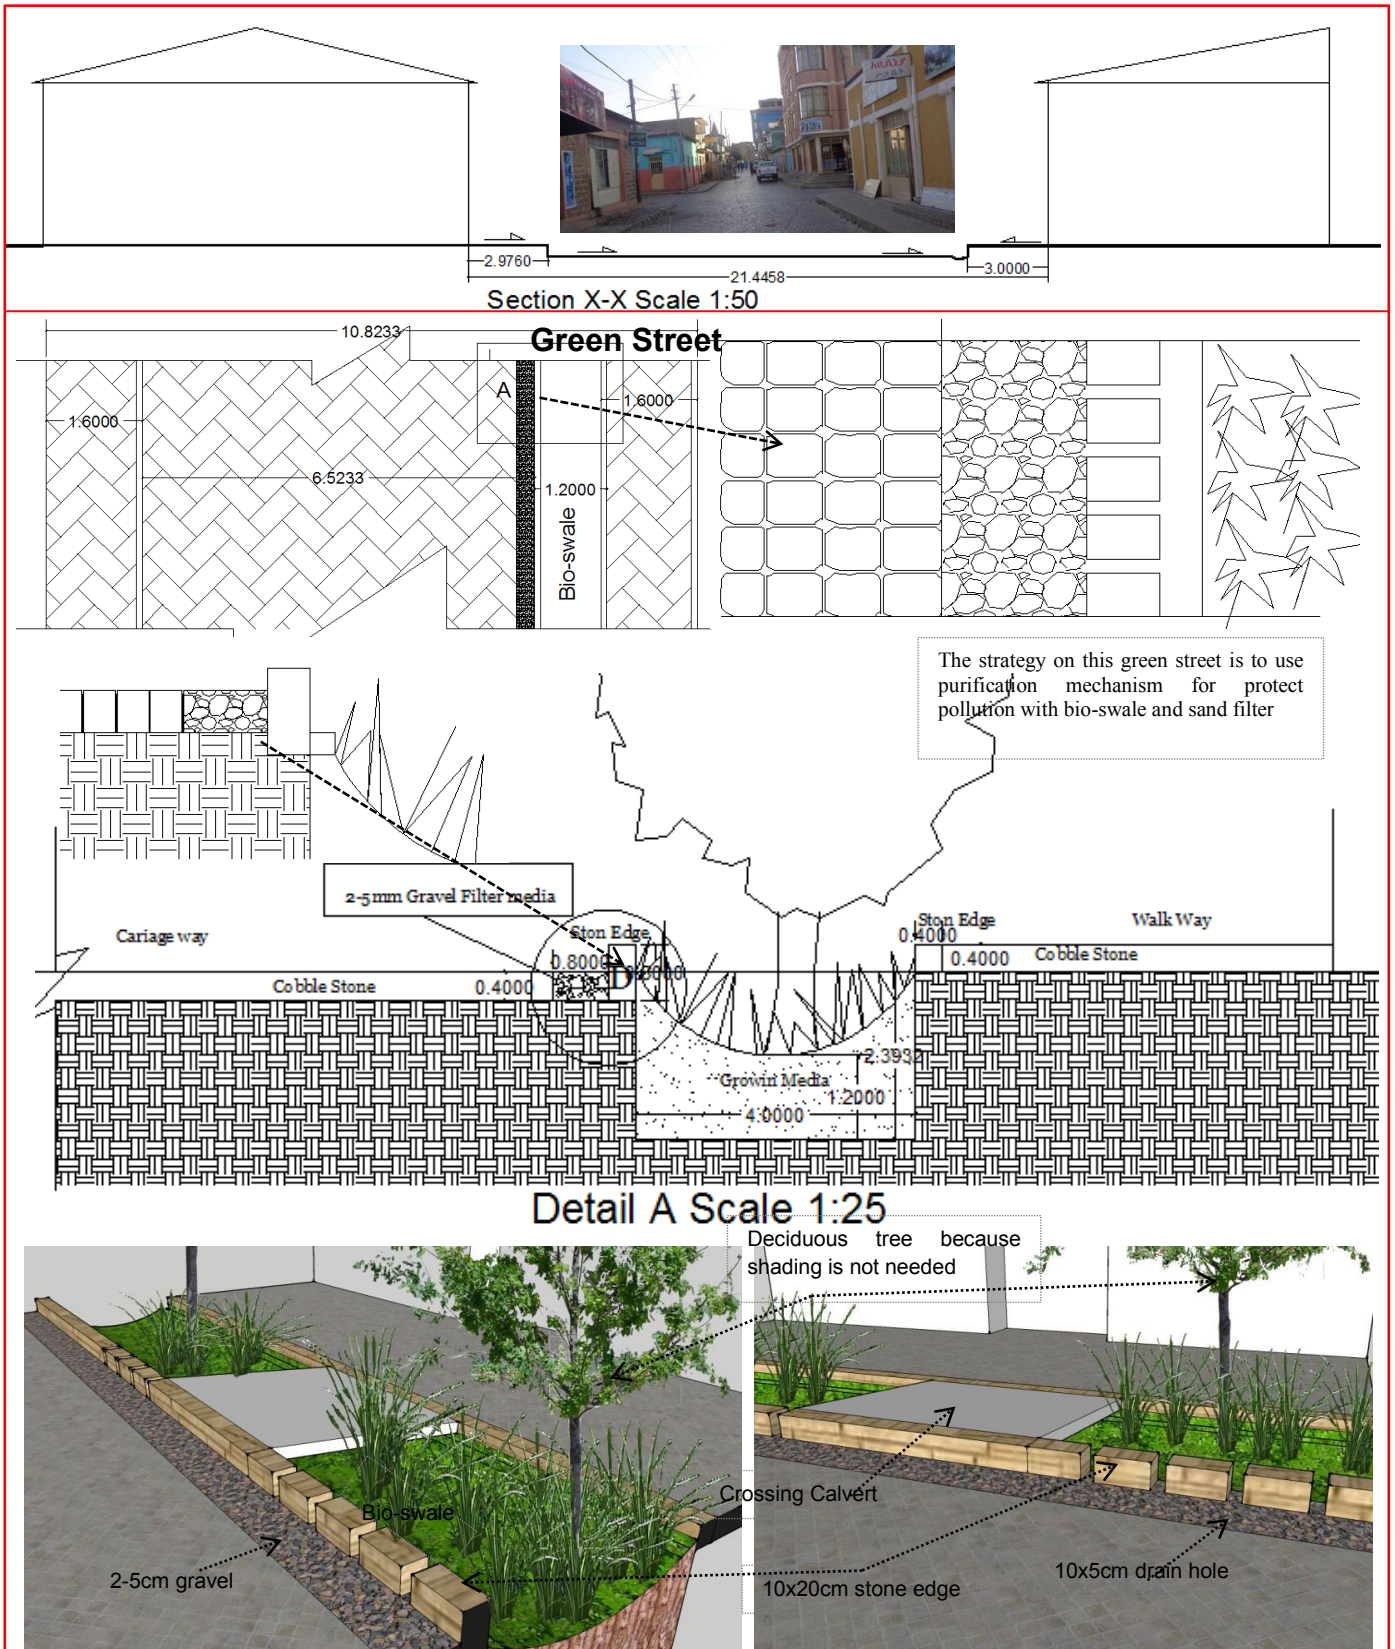 አቢሲኒያ
2.9760
3.0000
21.4458
Section X-X Scale 1:50
Green Street
10.8233
A
1.6000
1.6000
6.5233
1.2000
Bio-swale
The strategy on this green street is to use
purification mechanism for protect
pollution with bio-swale and sand filter
2-5mm Gravel Filter media
Cariage way
Ston Edge
Ston Edge
Walk Way
0.4000
0.8000
0.4000
Cobble Stone
Cobble Stone
0.4000
D
2.3932
Growin Media
1.2000
4.0000
Detail A Scale 1:25
Deciduous tree because
shading is not needed
Crossing Calvert
Bio-swale
2-5cm gravel
10x20cm stone edge
10x5cm drain hole